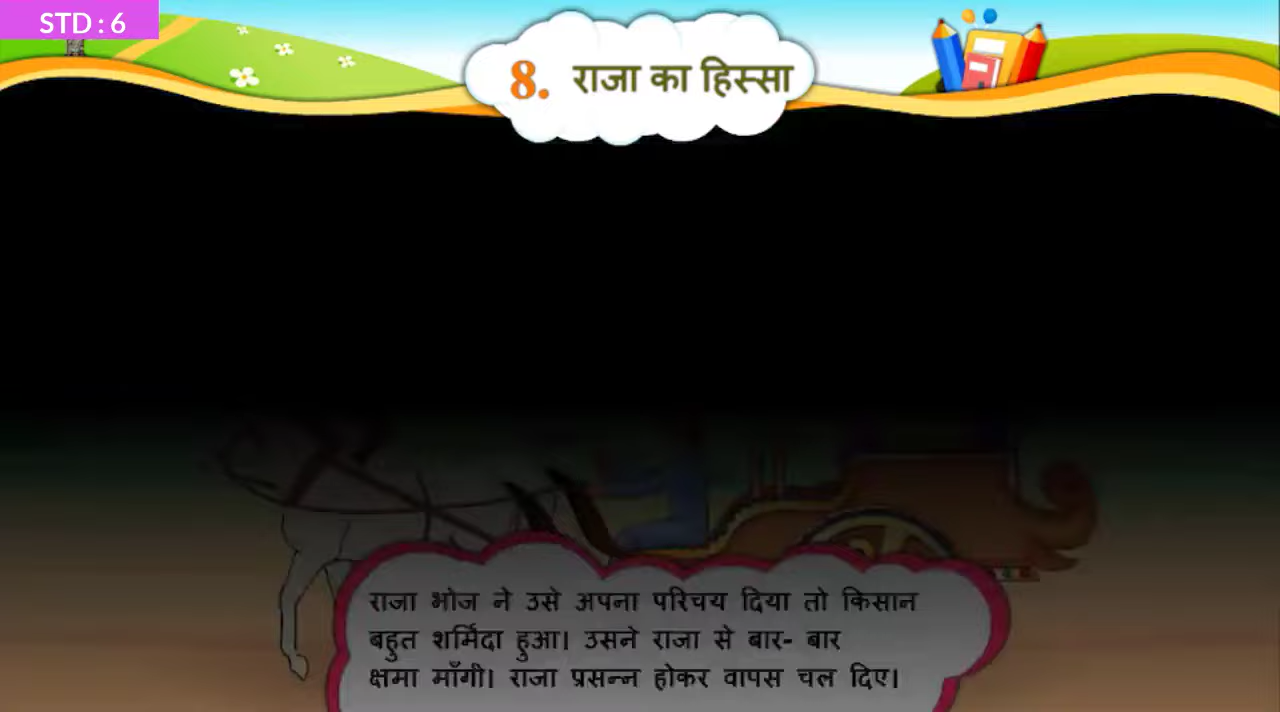 STD : 6
8. राजा का हिस्सा
राजा भोज ने उसे अपना परिचय दिया तो किसान
बहुत शर्मिदा हुआ। उसने राजा से बार- बार
क्षमा माँगी। राजा प्रसन्न होकर वापस चल दिए।